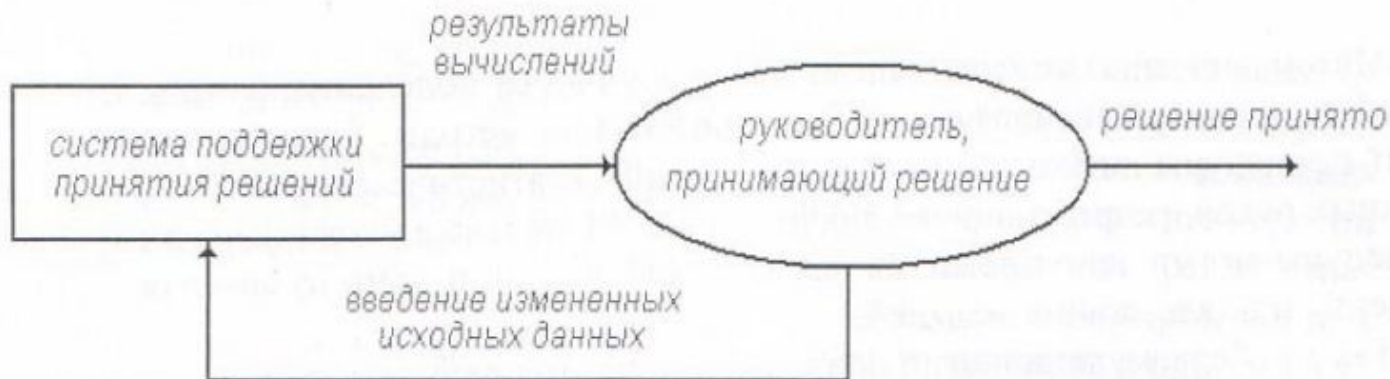 результаты
вычислений
система поддержки
принятия решений
руководитель,
принимающий решение
решение принято
введение измененных
исходных данных